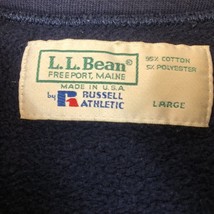 L.L.Bean®
FREEPORT, MAINE
MADE IN U.S.A.
by RUSSELL
ATHLETIC
95% COTTON
5% POLYESTER
LARGE